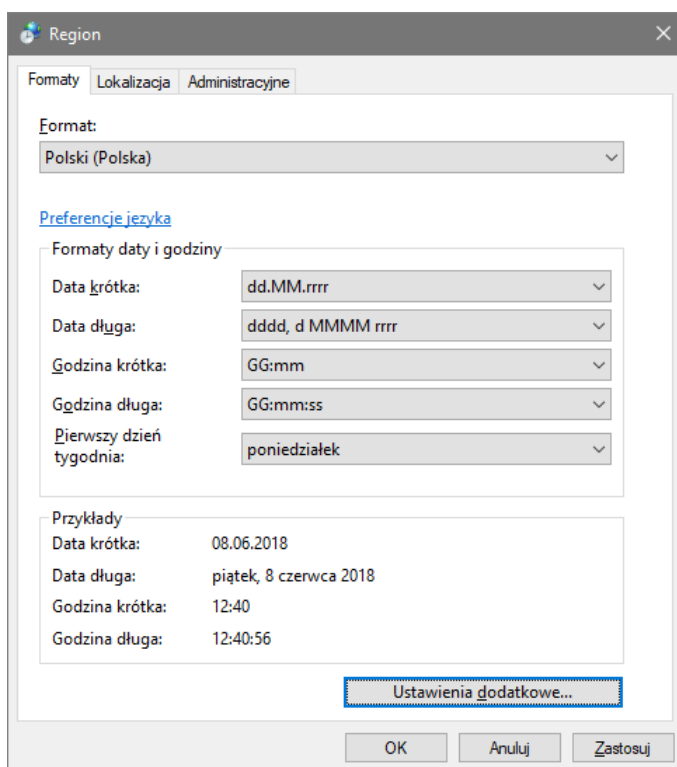 Region
Formaty Lokalizacja Administracyjne
Format:
Polski (Polska)
Preferencje języka
Formaty daty i godziny
Data krótka: dd.MM.rrrr
Data długa: dddd, d MMMM rrrr
Godzina krótka: GG:mm
Godzina długa: GG:mm:ss
Pierwszy dzień
tygodnia: poniedziałek
Przykłady
Data krótka: 08.06.2018
Data długa: piątek, 8 czerwca 2018
Godzina krótka: 12:40
Godzina długa: 12:40:56
Ustawienia dodatkowe...
OK Anuluj Zastosuj